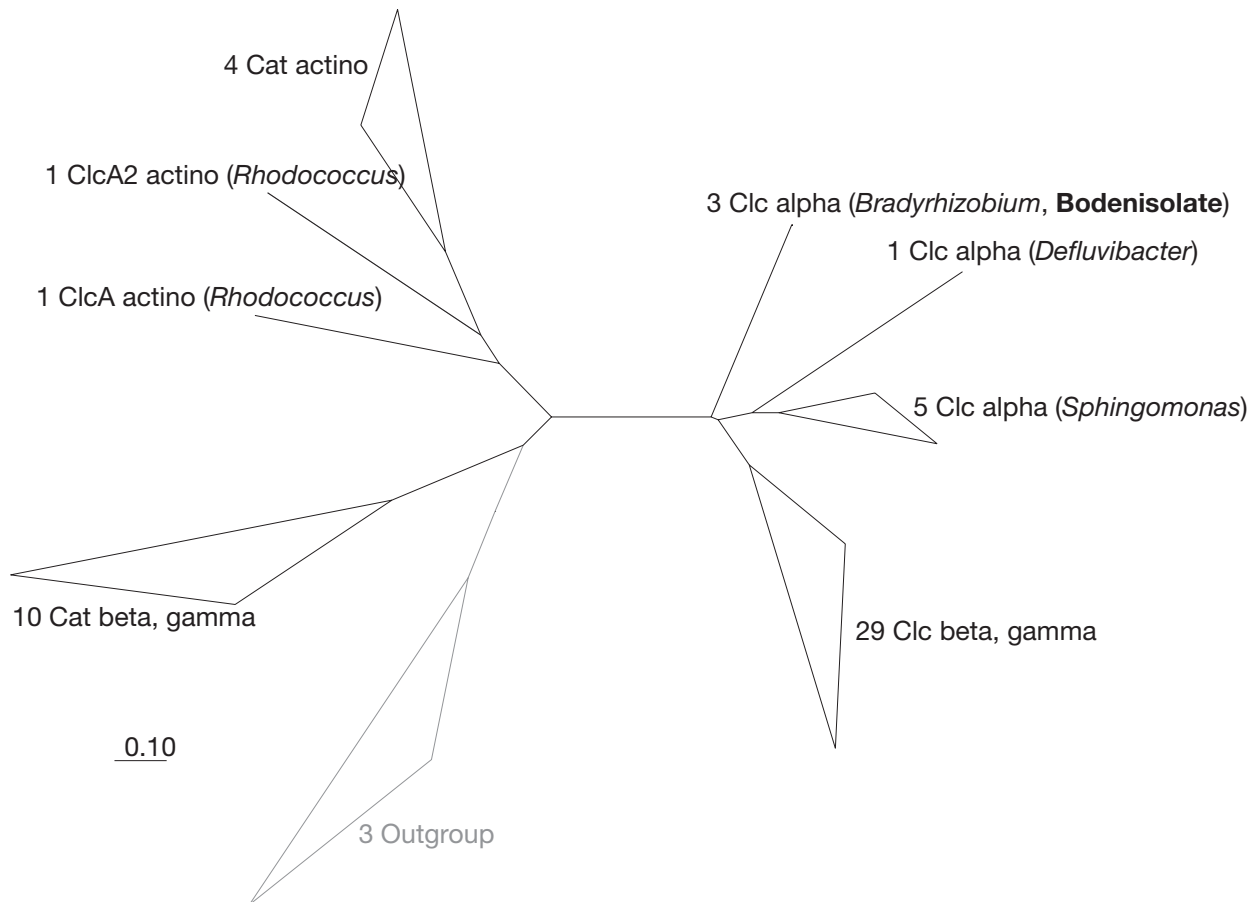 4 Cat actino
1 ClcA2 actino (Rhodococcus)
3 Clc alpha (Bradyrhizobium, Bodenisolate)
1 Clc alpha (Defluvibacter)
1 ClcA actino (Rhodococcus)
5 Clc alpha (Sphingomonas)
10 Cat beta, gamma
29 Clc beta, gamma
0.10
3 Outgroup